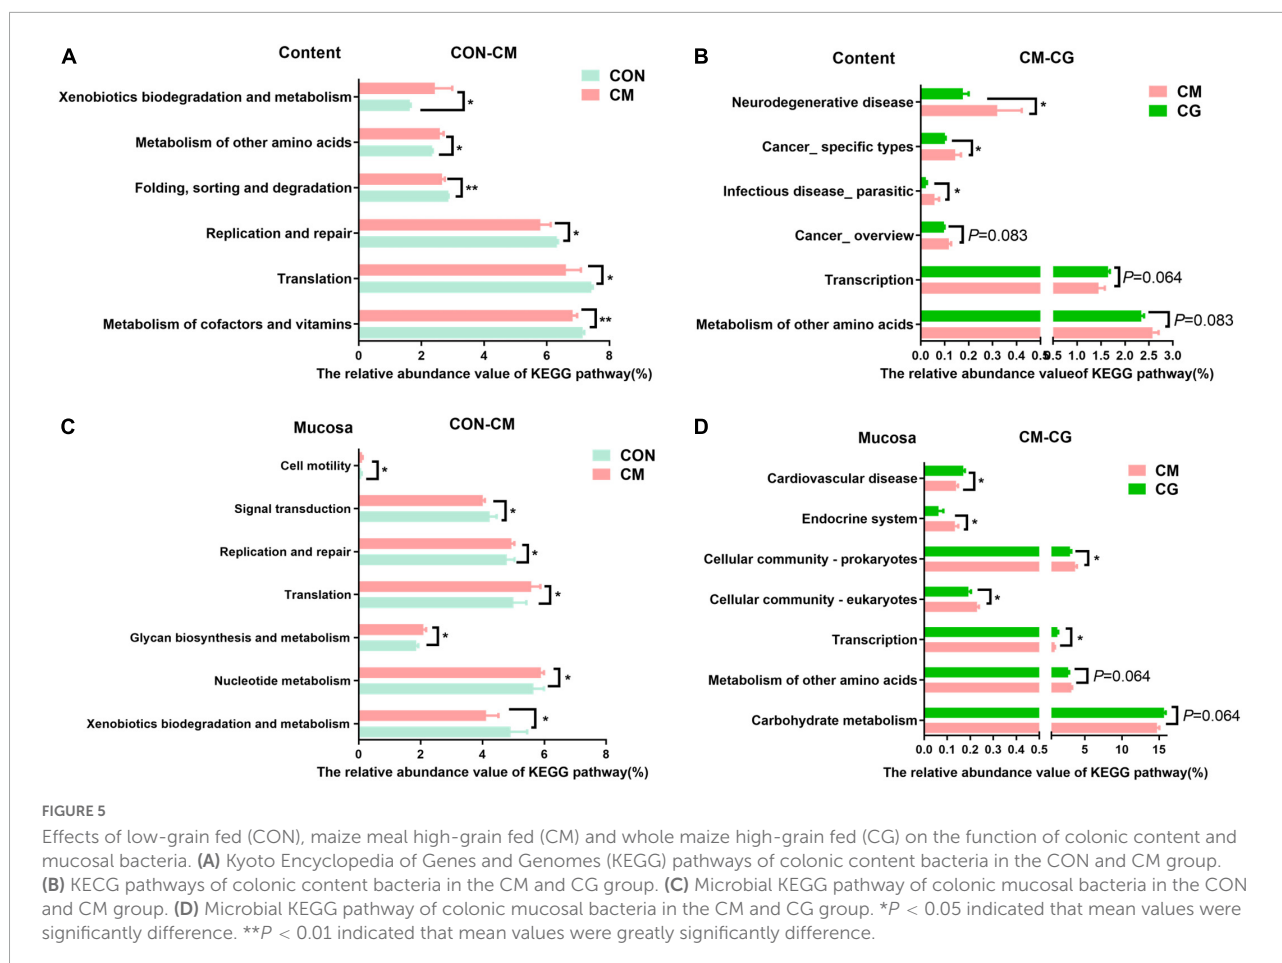 A
Content
CON-CM
CON
CM
Xenobiotics biodegradation and metabolism
*
Metabolism of other amino acids
*
Folding, sorting and degradation
**
Replication and repair
*
Translation
*
Metabolism of cofactors and vitamins
**
0 2 4 6 8
The relative abundance value of KEGG pathway(%)
B
Content
CM-CG
CM
CG
Neurodegenerative disease
*
Cancer_ specific types
*
Infectious disease_ parasitic
*
Cancer_ overview
P=0.083
Transcription
P=0.064
Metabolism of other amino acids
P=0.083
0.0 0.1 0.2 0.3 0.4 0.5 0.5 1.0 1.5 2.0 2.5 3.0
The relative abundance valueof KEGG pathway(%)
C
Mucosa
CON-CM
CON
CM
Cell motility
*
Signal transduction
*
Replication and repair
*
Translation
*
Glycan biosynthesis and metabolism
*
Nucleotide metabolism
*
Xenobiotics biodegradation and metabolism
*
0 2 4 6 8
The relative abundance value of KEGG pathway(%)
D
Mucosa
CM-CG
CM
CG
Cardiovascular disease
*
Endocrine system
*
Cellular community - prokaryotes
*
Cellular community - eukaryotes
*
Transcription
*
Metabolism of other amino acids
P=0.064
Carbohydrate metabolism
P=0.064
0.0 0.1 0.2 0.3 0.4 0.5 5 10 15
The relative abundance value of KEGG pathway(%)
FIGURE 5
Effects of low-grain fed (CON), maize meal high-grain fed (CM) and whole maize high-grain fed (CG) on the function of colonic content and
mucosal bacteria. (A) Kyoto Encyclopedia of Genes and Genomes (KEGG) pathways of colonic content bacteria in the CON and CM group.
(B) KECG pathways of colonic content bacteria in the CM and CG group. (C) Microbial KEGG pathway of colonic mucosal bacteria in the CON
and CM group. (D) Microbial KEGG pathway of colonic mucosal bacteria in the CM and CG group. *P < 0.05 indicated that mean values were
significantly difference. **P < 0.01 indicated that mean values were greatly significantly difference.